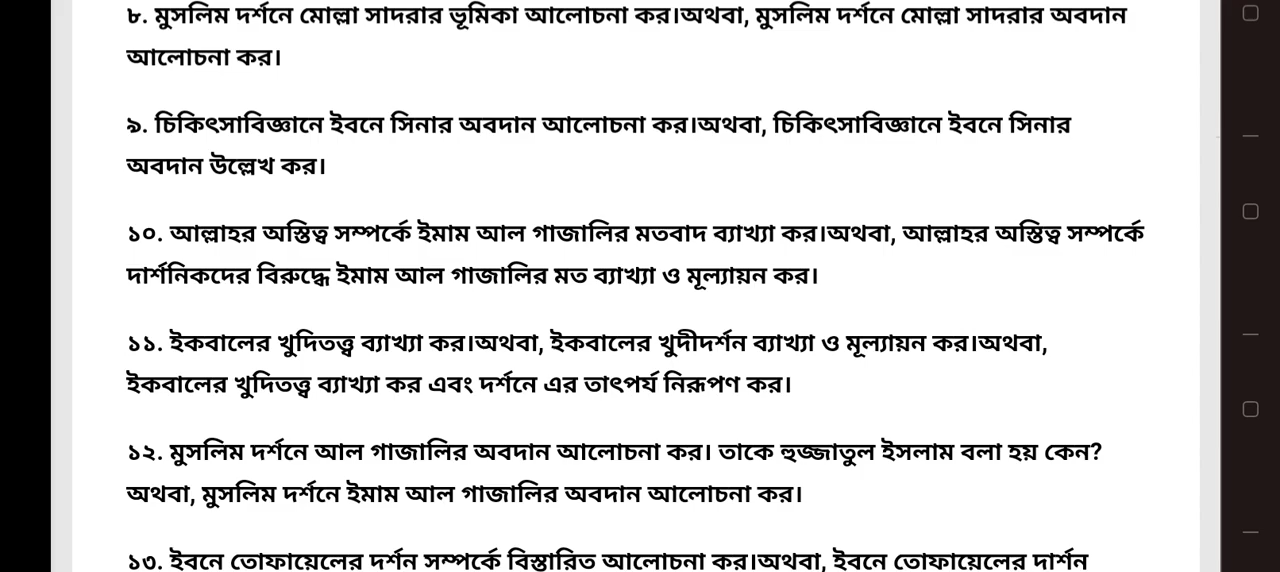 ৮. মুসলিম দর্শনে মোল্লা সাদরার ভূমিকা আলোচনা কর।অথবা, মুসলিম দর্শনে মোল্লা সাদরার অবদান
আলোচনা কর।
৯. চিকিৎসাবিজ্ঞানে ইবনে সিনার অবদান আলোচনা কর।অথবা, চিকিৎসাবিজ্ঞানে ইবনে সিনার
অবদান উল্লেখ কর।
১০. আল্লাহর অস্তিত্ব সম্পর্কে ইমাম আল গাজালির মতবাদ ব্যাখ্যা কর।অথবা, আল্লাহর অস্তিত্ব সম্পর্কে
দার্শনিকদের বিরুদ্ধে ইমাম আল গাজালির মত ব্যাখ্যা ও মূল্যায়ন কর।
১১. ইকবালের খুদিতত্ত্ব ব্যাখ্যা কর।অথবা, ইকবালের খুদীদর্শন ব্যাখ্যা ও মূল্যায়ন কর।অথবা,
ইকবালের খুদিতত্ত্ব ব্যাখ্যা কর এবং দর্শনে এর তাৎপর্য নিরূপণ কর।
১২. মুসলিম দর্শনে আল গাজালির অবদান আলোচনা কর। তাকে হুজ্জাতুল ইসলাম বলা হয় কেন?
অথবা, মুসলিম দর্শনে ইমাম আল গাজালির অবদান আলোচনা কর।
১৩. ইবনে তোফায়েলের দর্শন সম্পর্কে বিস্তারিত আলোচনা কর।অথবা, ইবনে তোফায়েলের দার্শন